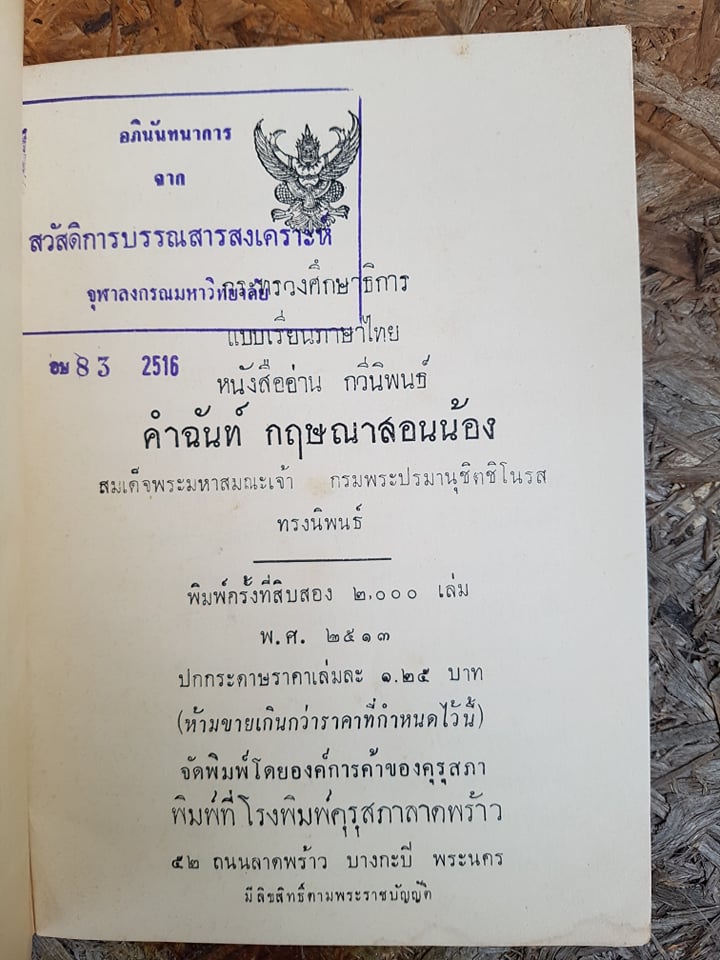 อภินันทนาการ
จาก
สวัสดิการบรรณสารสงเคราะห์
จุฬาลงกรณมหาวิทยาลัย
อบ 83 2516
กระทรวงศึกษาธิการ
แบบเรียนภาษาไทย
หนังสืออ่าน กวีนิพนธ์
คำฉันท์ กฤษณาสอนน้อง
สมเด็จพระมหาสมณะเจ้า กรมพระปรมานุชิตชิโนรส
ทรงนิพนธ์
พิมพ์ครั้งที่สิบสอง ๒,๐๐๐ เล่ม
พ.ศ. ๒๕๑๓
ปกกระดาษราคาเล่มละ ๑.๒๕ บาท
(ห้ามขายเกินกว่าราคาที่กำหนดไว้นี้)
จัดพิมพ์โดยองค์การค้าของคุรุสภา
พิมพ์ที่โรงพิมพ์คุรุสภาลาดพร้าว
๕๒ ถนนลาดพร้าว บางกะปี พระนคร
มีลิขสิทธิ์ตามพระราชบัญญัติ